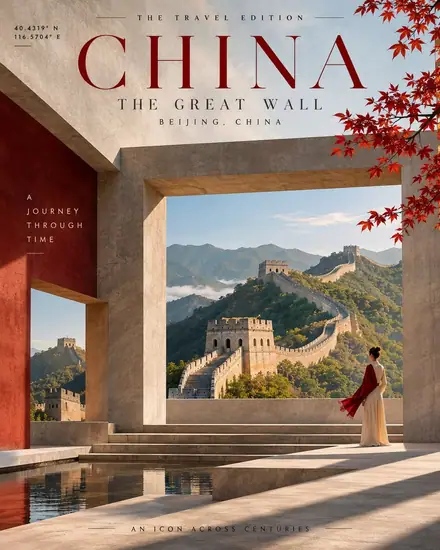 THE TRAVEL EDITION
40.4319° N
116.5704° E
CHINA
THE GREAT WALL
BEIJING, CHINA
A
JOURNEY
THROUGH
TIME
AN ICON ACROSS CENTURIES